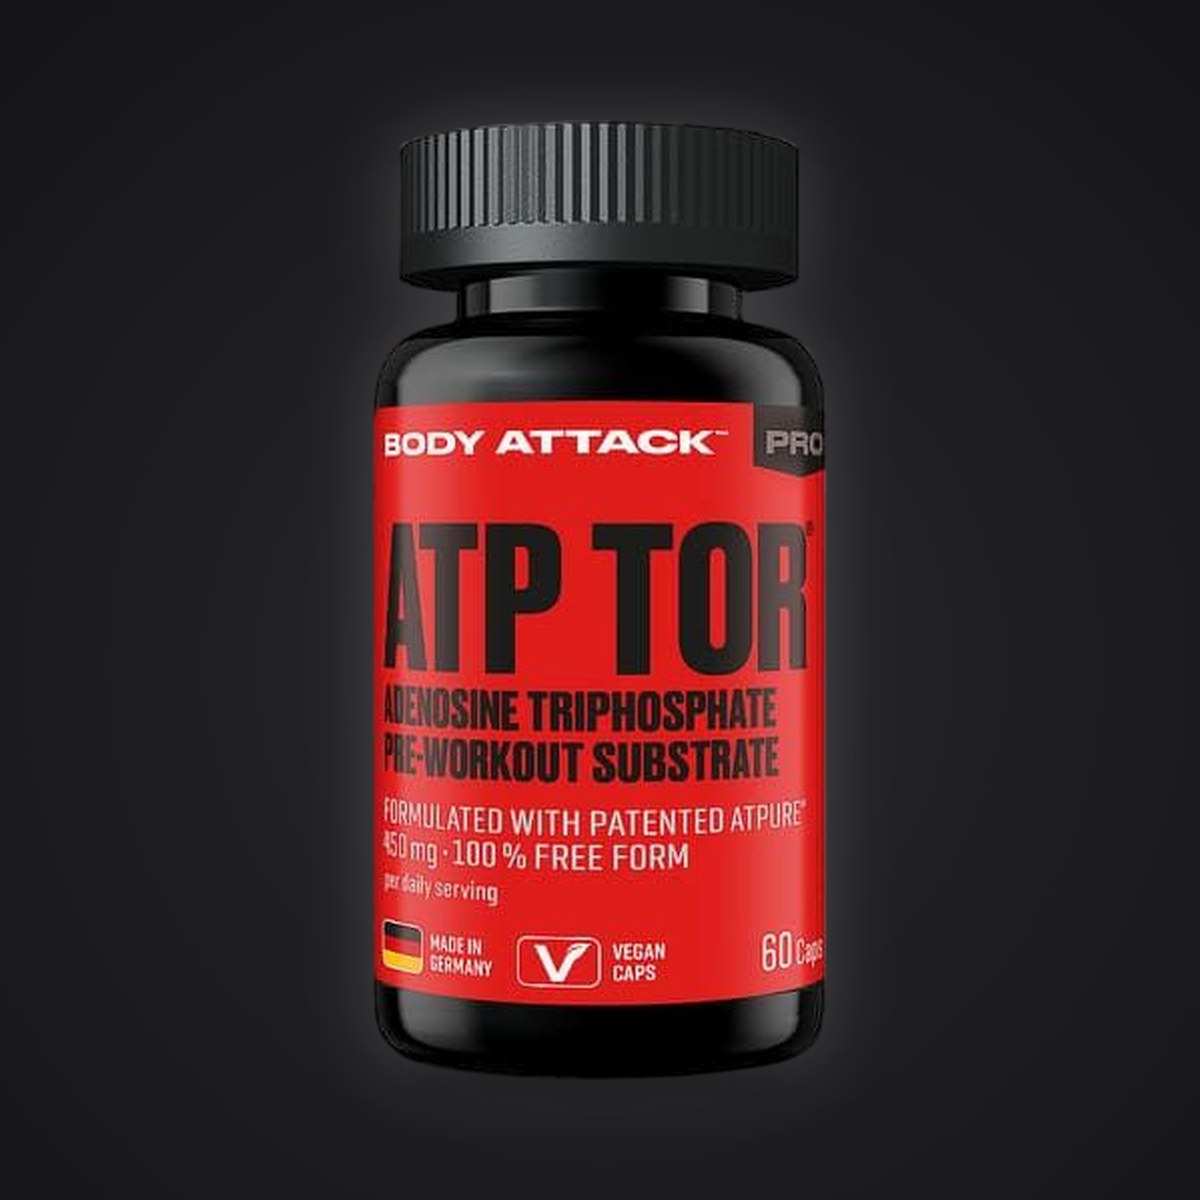 BODY ATTACK™
PRO
ATP TOR®
ADENOSINE TRIPHOSPHATE
PRE-WORKOUT SUBSTRATE
FORMULATED WITH PATENTED ATPURE™
450 mg · 100 % FREE FORM
per daily serving
MADE IN
GERMANY
VEGAN
CAPS
60 Caps